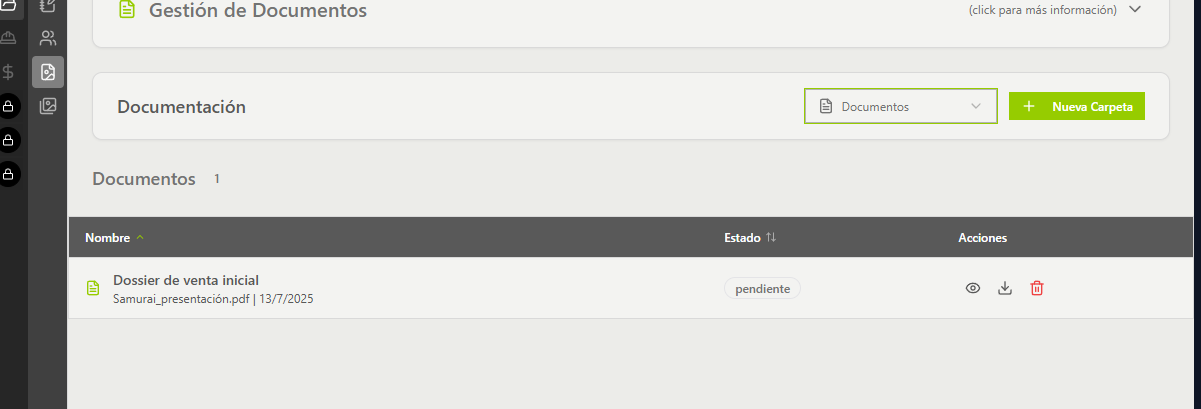 Gestión de Documentos
(click para más información)
Documentación
Documentos
Nueva Carpeta
Documentos 1
Nombre Estado Acciones
Dossier de venta inicial
Samurai_presentación.pdf | 13/7/2025
pendiente